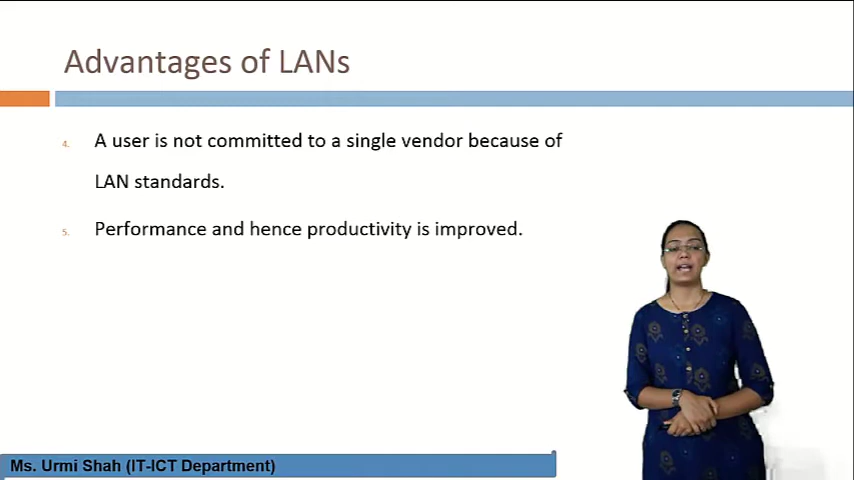 Advantages of LANs
4. A user is not committed to a single vendor because of
LAN standards.
5. Performance and hence productivity is improved.
Ms. Urmi Shah (IT-ICT Department)